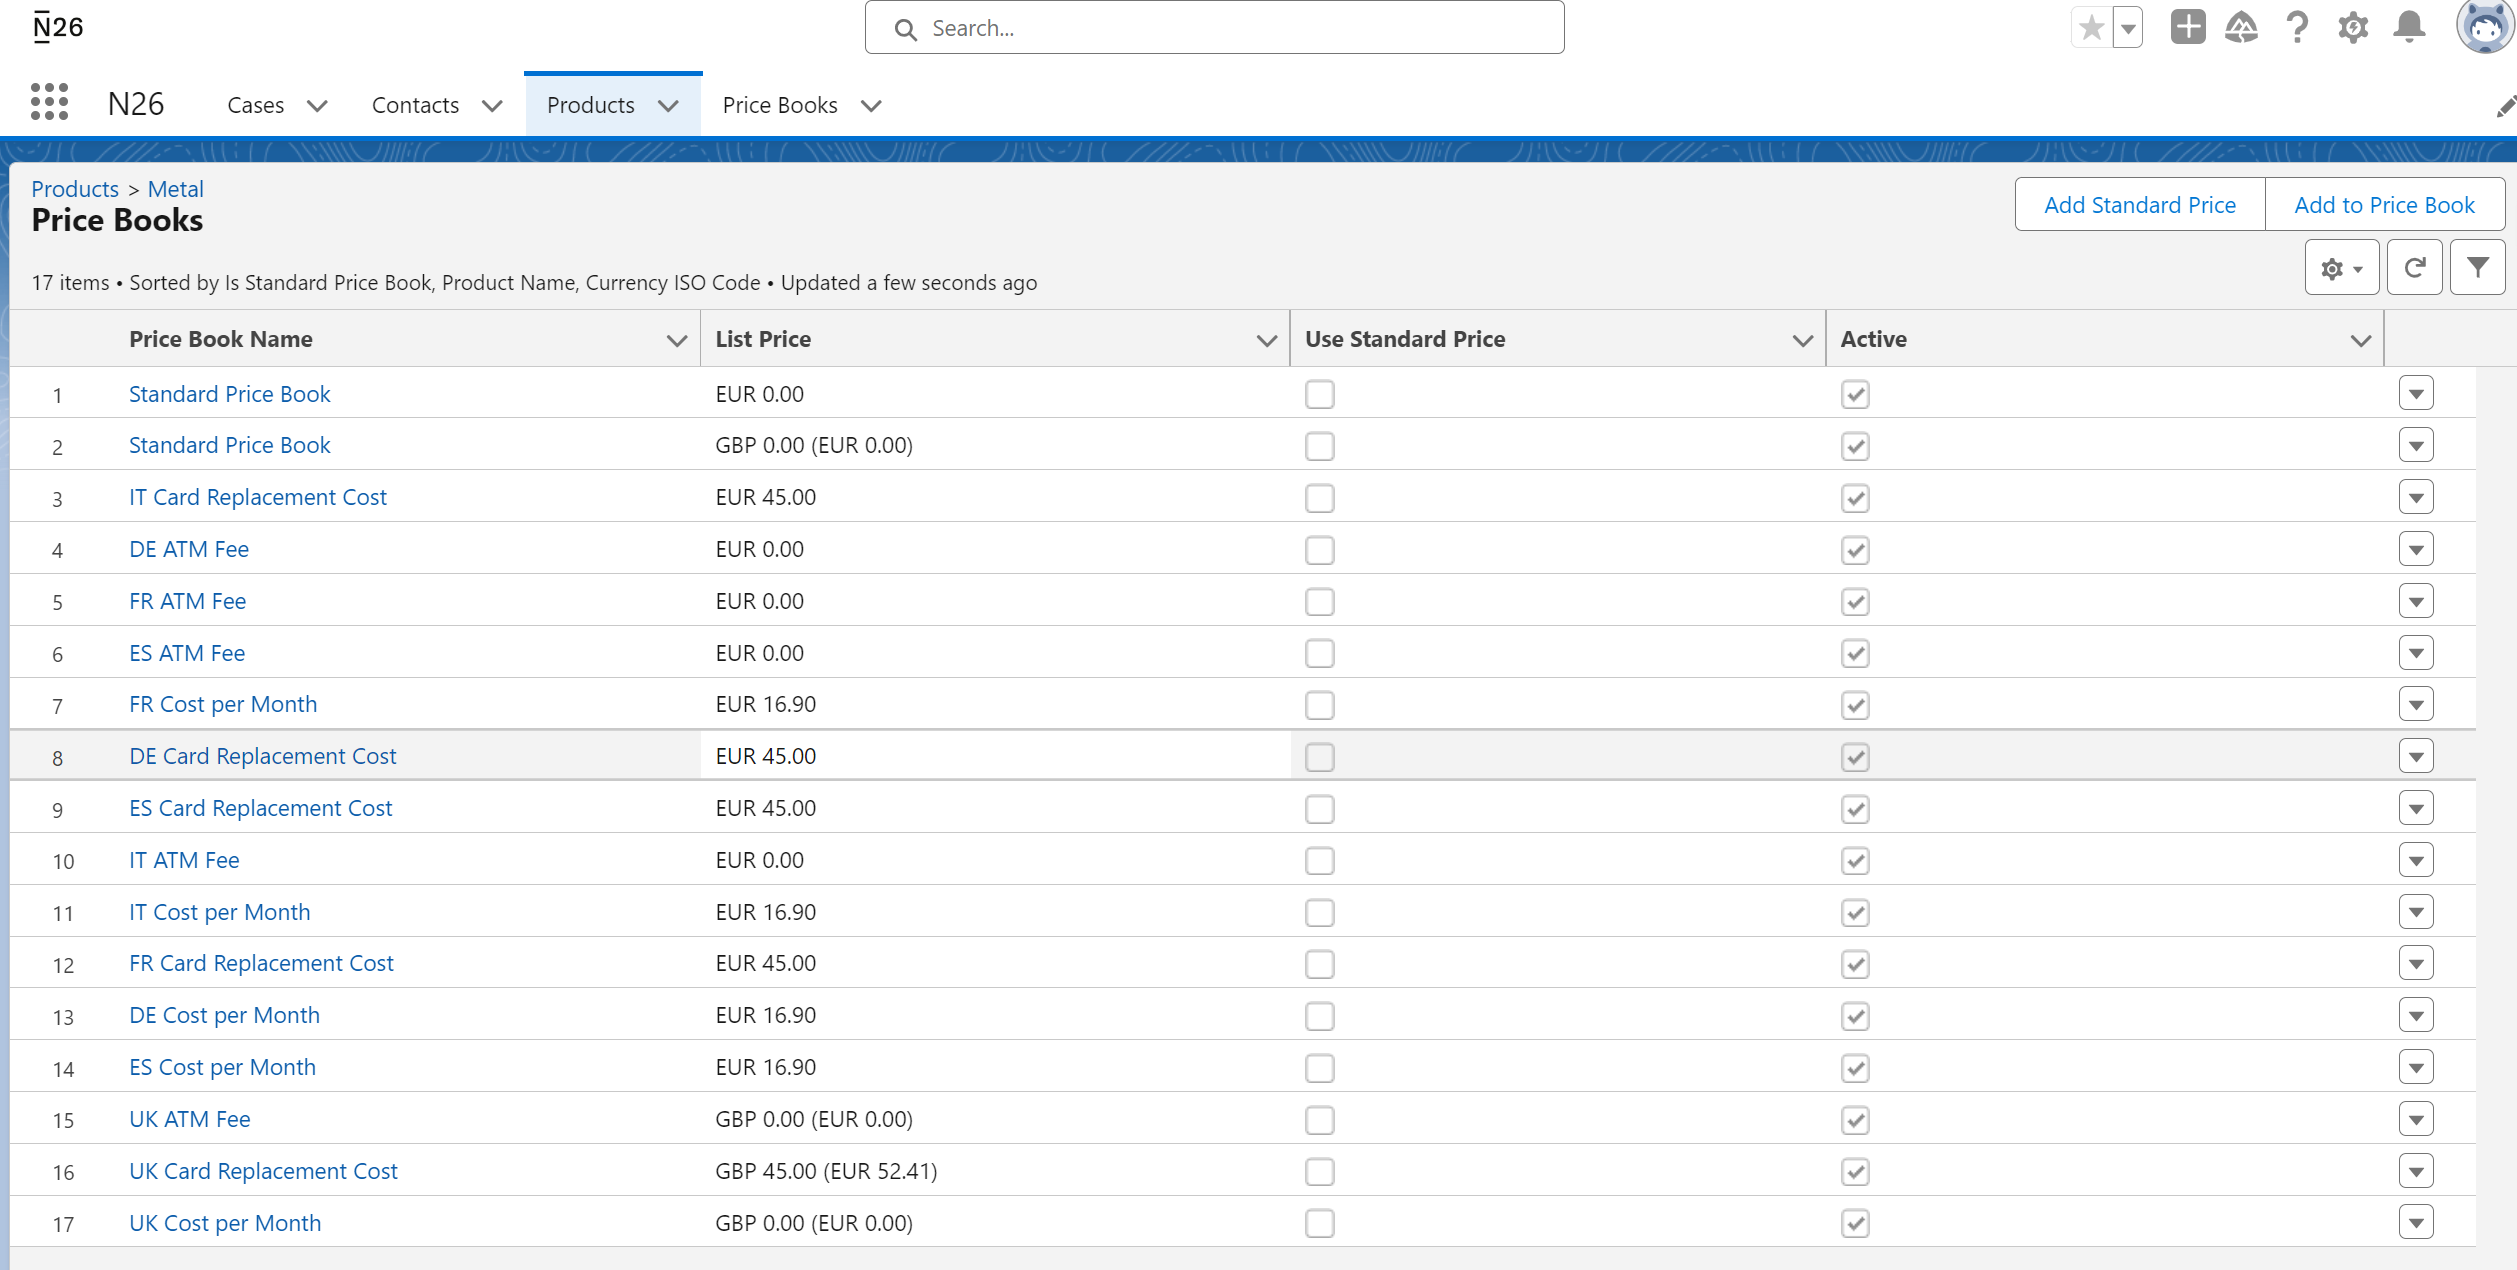 N26
Search...
N26 Cases Contacts Products Price Books
Products > Metal
Price Books
Add Standard Price Add to Price Book
17 items • Sorted by Is Standard Price Book, Product Name, Currency ISO Code • Updated a few seconds ago
Price Book Name List Price Use Standard Price Active
1 Standard Price Book EUR 0.00
2 Standard Price Book GBP 0.00 (EUR 0.00)
3 IT Card Replacement Cost EUR 45.00
4 DE ATM Fee EUR 0.00
5 FR ATM Fee EUR 0.00
6 ES ATM Fee EUR 0.00
7 FR Cost per Month EUR 16.90
8 DE Card Replacement Cost EUR 45.00
9 ES Card Replacement Cost EUR 45.00
10 IT ATM Fee EUR 0.00
11 IT Cost per Month EUR 16.90
12 FR Card Replacement Cost EUR 45.00
13 DE Cost per Month EUR 16.90
14 ES Cost per Month EUR 16.90
15 UK ATM Fee GBP 0.00 (EUR 0.00)
16 UK Card Replacement Cost GBP 45.00 (EUR 52.41)
17 UK Cost per Month GBP 0.00 (EUR 0.00)